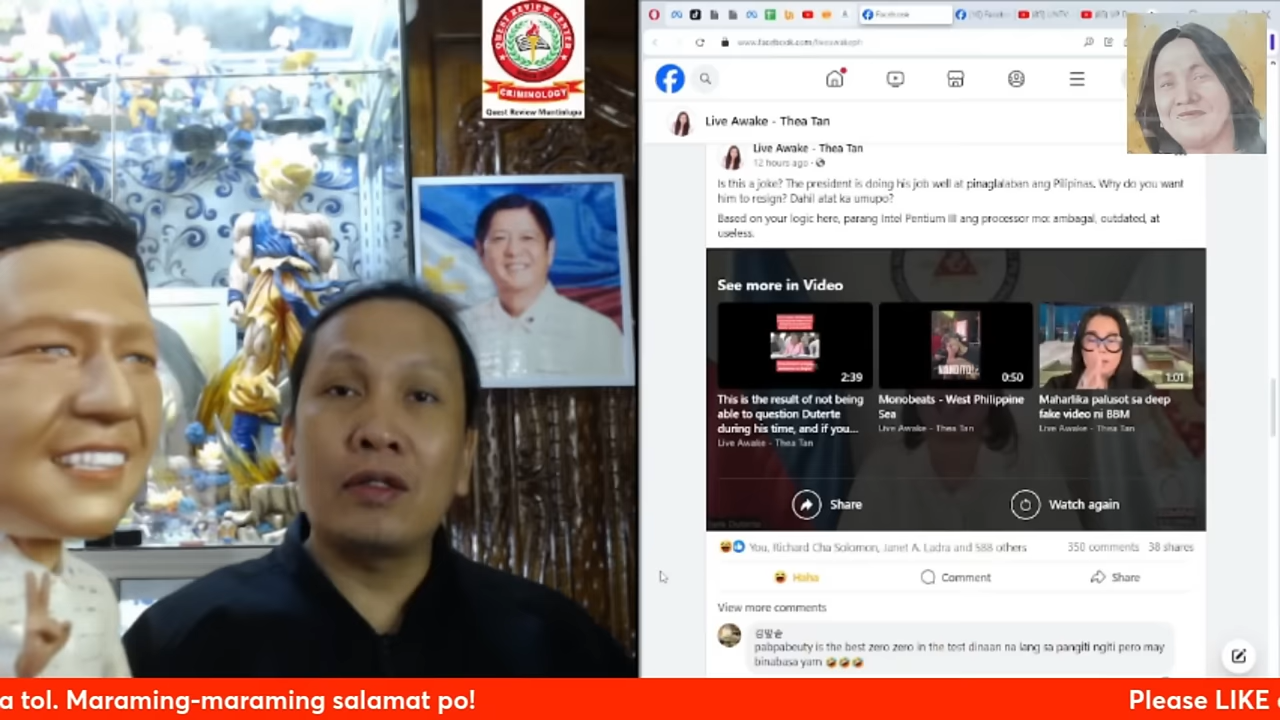 QUEST REVIEW CENTER
CRIMINOLOGY
Quest Review Muntinlupa
Facebook
www.facebook.com/liveawakeph
Live Awake - Thea Tan
Live Awake - Thea Tan
12 hours ago
Is this a joke? The president is doing his job well at pinaglalaban ang Pilipinas. Why do you want
him to resign? Dahil atat ka umupo?
Based on your logic here, parang Intel Pentium III ang processor mo: ambagal, outdated, at
useless.
See more in Video
2:39
0:50
1:01
This is the result of not being
able to question Duterte
during his time, and if you...
Live Awake - Thea Tan
Monobeats - West Philippine
Sea
Live Awake - Thea Tan
Maharlika palusot sa deep
fake video ni BBM
Live Awake - Thea Tan
Share
Watch again
You, Richard Cha Solomon, Janet A. Ladra and 588 others
350 comments
38 shares
Haha
Comment
Share
View more comments
pabpabeuty is the best zero zero in the test dinaan na lang sa pangiti ngiti pero may
binabasa yarn 🤣🤣🤣
a tol. Maraming-maraming salamat po!
Please LIKE